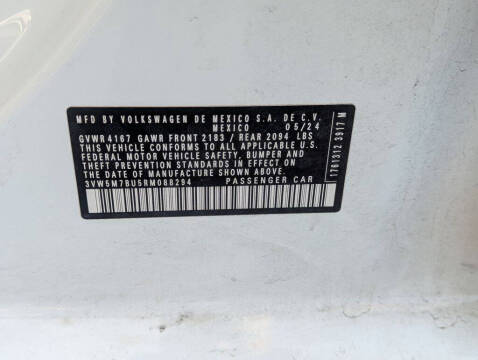 MFD BY VOLKSWAGEN DE MEXICO S.A. DE C.V.
MEXICO 05/24
GVWR 4167 GAWR FRONT 2183 / REAR 2094 LBS
THIS VEHICLE CONFORMS TO ALL APPLICABLE U.S.
FEDERAL MOTOR VEHICLE SAFETY, BUMPER AND
THEFT PREVENTION STANDARDS IN EFFECT ON
THE DATE OF MANUFACTURE SHOWN ABOVE
3VW5M7BU5RM088294 PASSENGER CAR
1781312 3917 M